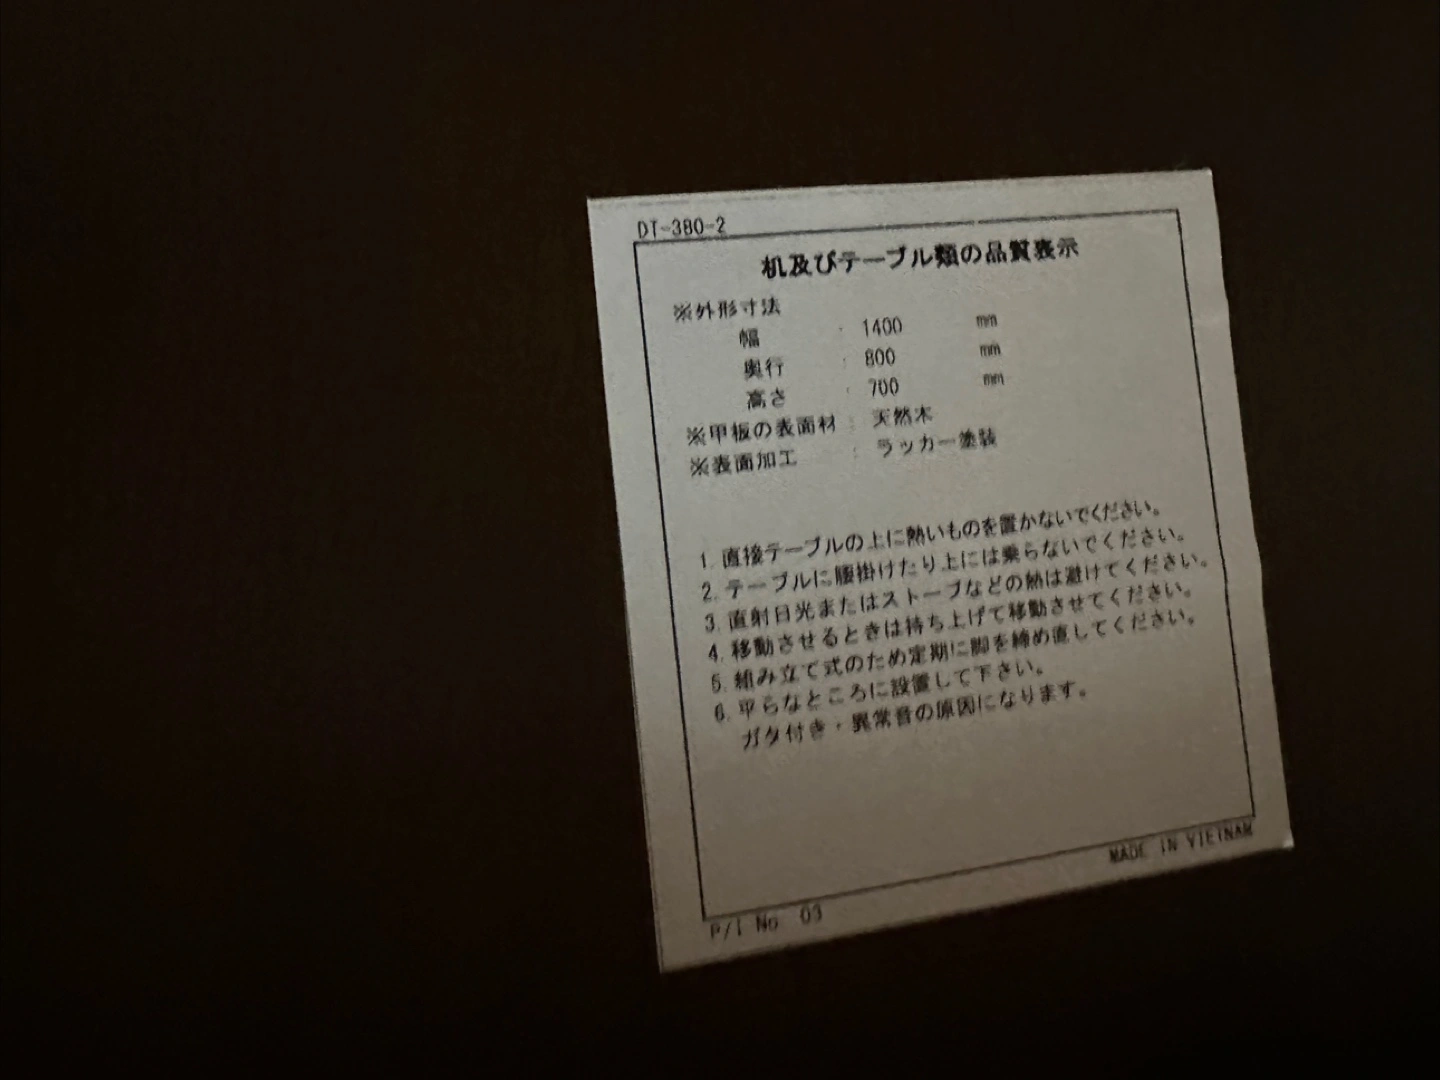 DT-380-2
机及びテーブル類の品質表示
※外形寸法
幅 : 1400 mm
奥行 : 800 mm
高さ : 700 mm
※甲板の表面材 : 天然木
※表面加工 : ラッカー塗装
1. 直接テーブルの上に熱いものを置かないでください。
2. テーブルに腰掛けたり上には乗らないでください。
3. 直射日光またはストーブなどの熱は避けてください。
4. 移動させるときは持ち上げて移動させてください。
5. 組み立て式のため定期に脚を締め直してください。
6. 平らなところに設置して下さい。
ガタ付き・異常音の原因になります。
MADE IN VIETNAM
P/I No 03